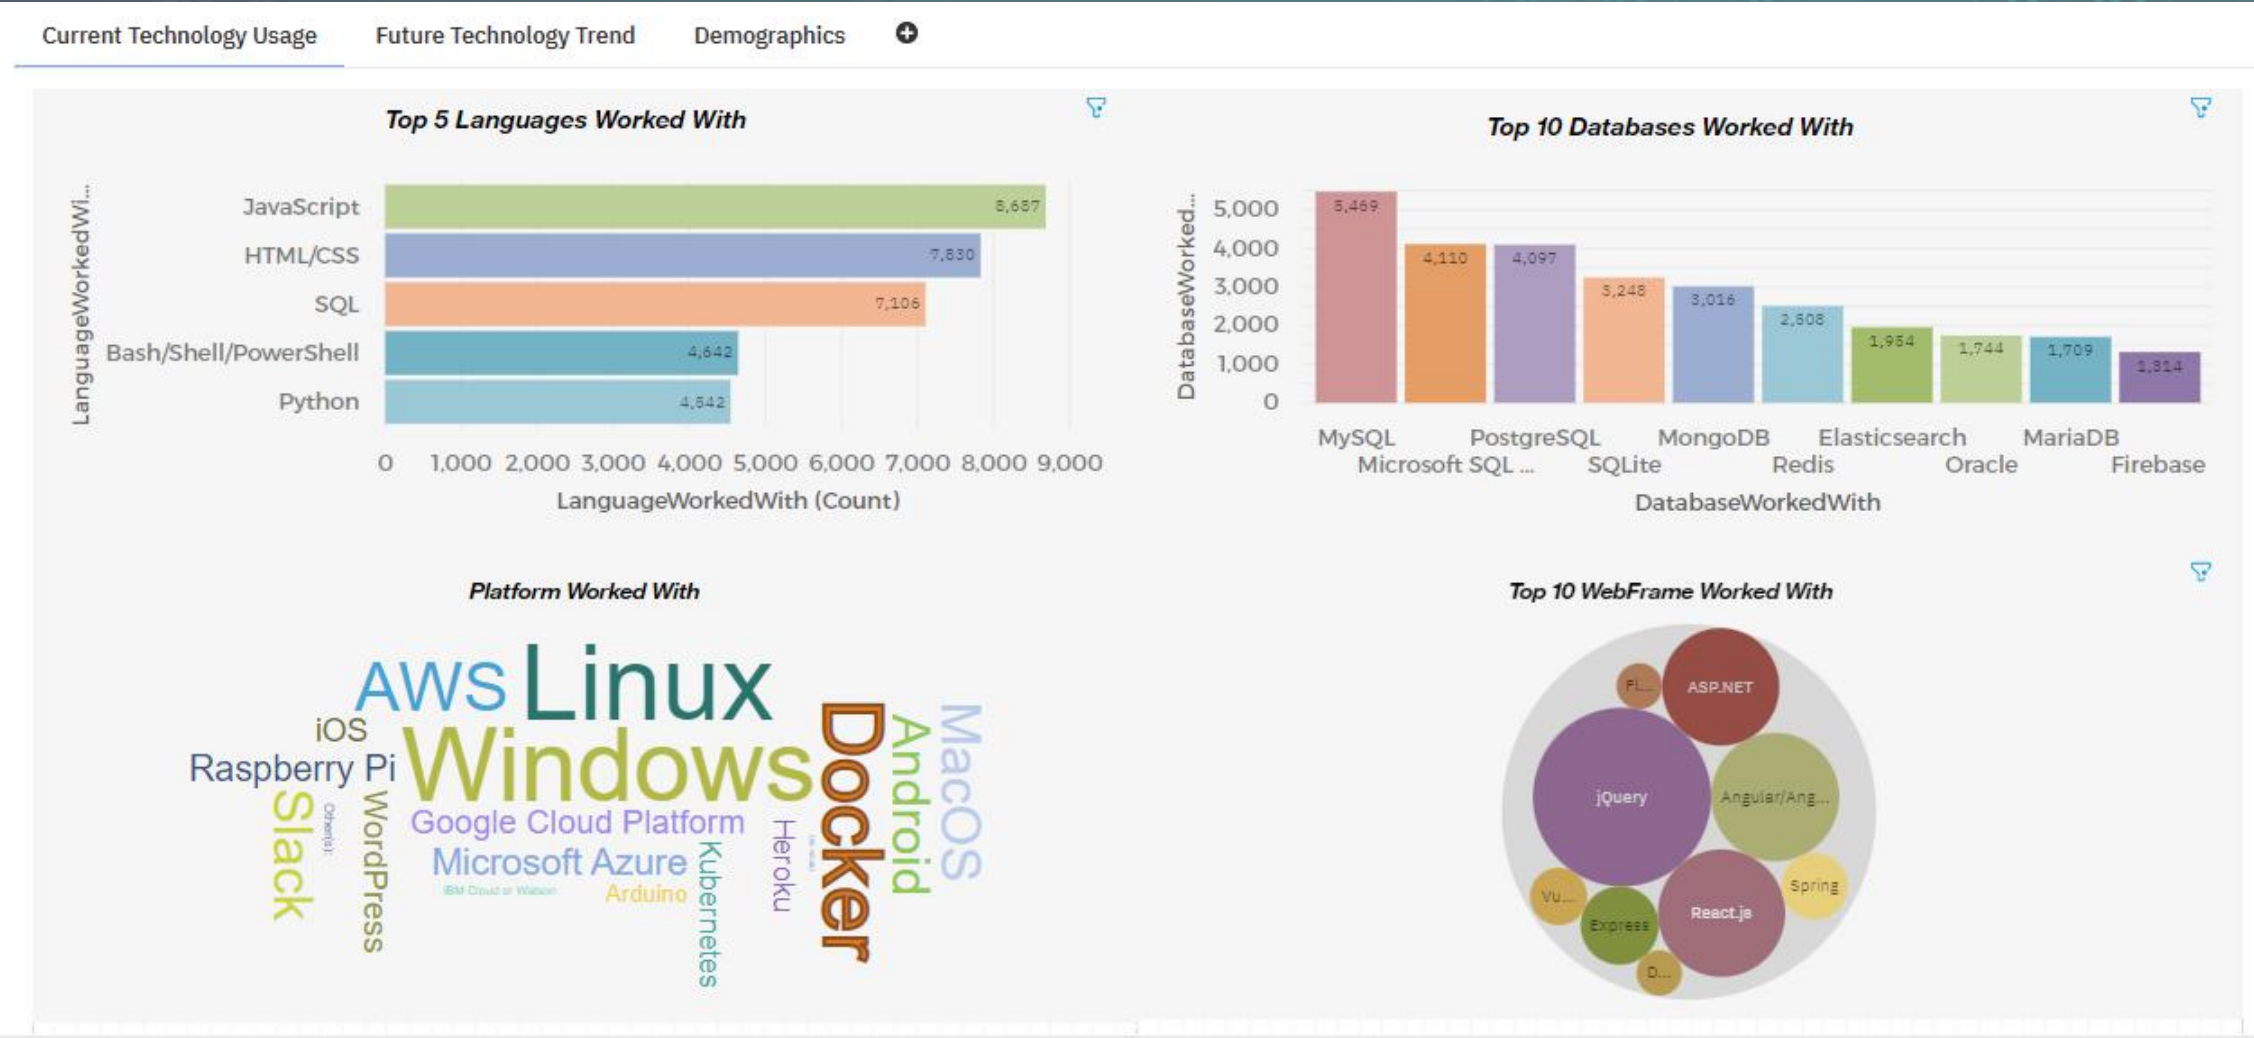 Current Technology Usage
Future Technology Trend
Demographics
Top 5 Languages Worked With
LanguageWorkedWi...
JavaScript
8,687
HTML/CSS
7,830
SQL
7,106
Bash/Shell/PowerShell
4,642
Python
4,542
0 1,000 2,000 3,000 4,000 5,000 6,000 7,000 8,000 9,000
LanguageWorkedWith (Count)
Top 10 Databases Worked With
DatabaseWorked...
5,000
4,000
3,000
2,000
1,000
0
5,469
4,110
4,097
3,248
3,016
2,508
1,954
1,744
1,709
1,314
MySQL PostgreSQL MongoDB Elasticsearch MariaDB
Microsoft SQL ... SQLite Redis Oracle Firebase
DatabaseWorkedWith
Platform Worked With
AWS
Linux
iOS
Raspberry Pi
Windows
Docker
Android
MacOS
Slack
Other(s):
WordPress
Google Cloud Platform
Microsoft Azure
IBM Cloud or Watson
Arduino
Kubernetes
Heroku
Top 10 WebFrame Worked With
Fl...
ASP.NET
jQuery
Angular/Ang...
Vu...
Express
React.js
Spring
D...